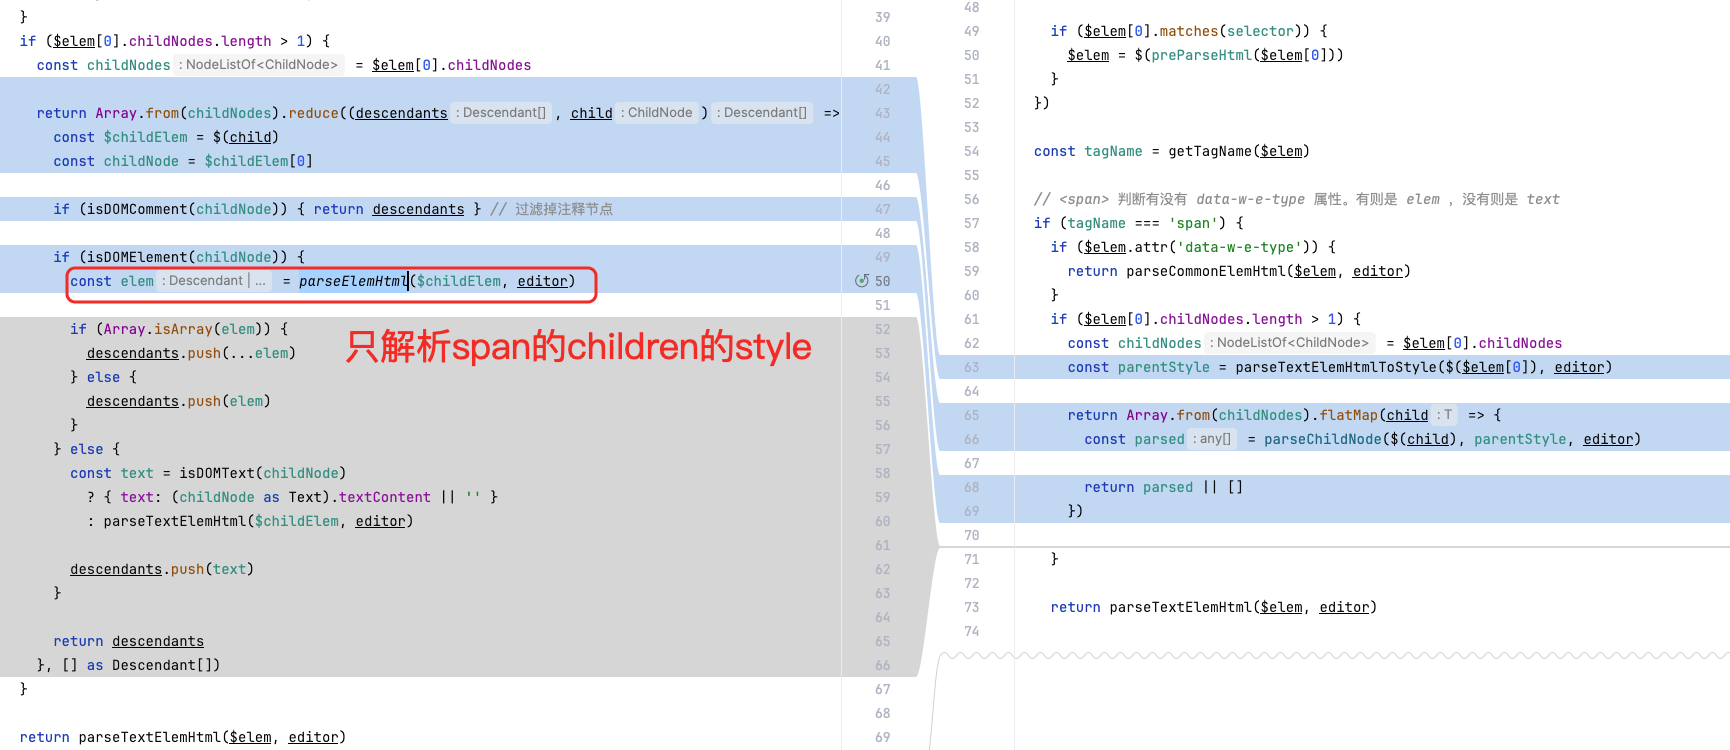 }
if ($elem[0].childNodes.length > 1) {
const childNodes : NodeListOf<ChildNode> = $elem[0].childNodes
return Array.from(childNodes).reduce((descendants : Descendant[] , child : ChildNode ) : Descendant[] =>
const $childElem = $(child)
const childNode = $childElem[0]
if (isDOMComment(childNode)) { return descendants } // 过滤掉注释节点
if (isDOMElement(childNode)) {
const elem : Descendant | ... = parseElemHtml($childElem, editor)
if (Array.isArray(elem)) {
descendants.push(...elem)
} else {
descendants.push(elem)
}
} else {
const text = isDOMText(childNode)
? { text: (childNode as Text).textContent || '' }
: parseTextElemHtml($childElem, editor)
descendants.push(text)
}
return descendants
}, [] as Descendant[])
}
return parseTextElemHtml($elem, editor)
只解析span的children的style
39
40
41
42
43
44
45
46
47
48
49
50
51
52
53
54
55
56
57
58
59
60
61
62
63
64
65
66
67
68
69
48
49 if ($elem[0].matches(selector)) {
50 $elem = $(preParseHtml($elem[0]))
51 }
52 })
53
54 const tagName = getTagName($elem)
55
56 // <span> 判断有没有 data-w-e-type 属性。有则是 elem ，没有则是 text
57 if (tagName === 'span') {
58 if ($elem.attr('data-w-e-type')) {
59 return parseCommonElemHtml($elem, editor)
60 }
61 if ($elem[0].childNodes.length > 1) {
62 const childNodes : NodeListOf<ChildNode> = $elem[0].childNodes
63 const parentStyle = parseTextElemHtmlToStyle($($elem[0]), editor)
64
65 return Array.from(childNodes).flatMap(child : T => {
66 const parsed : any[] = parseChildNode($(child), parentStyle, editor)
67
68 return parsed || []
69 })
70
71 }
72
73 return parseTextElemHtml($elem, editor)
74